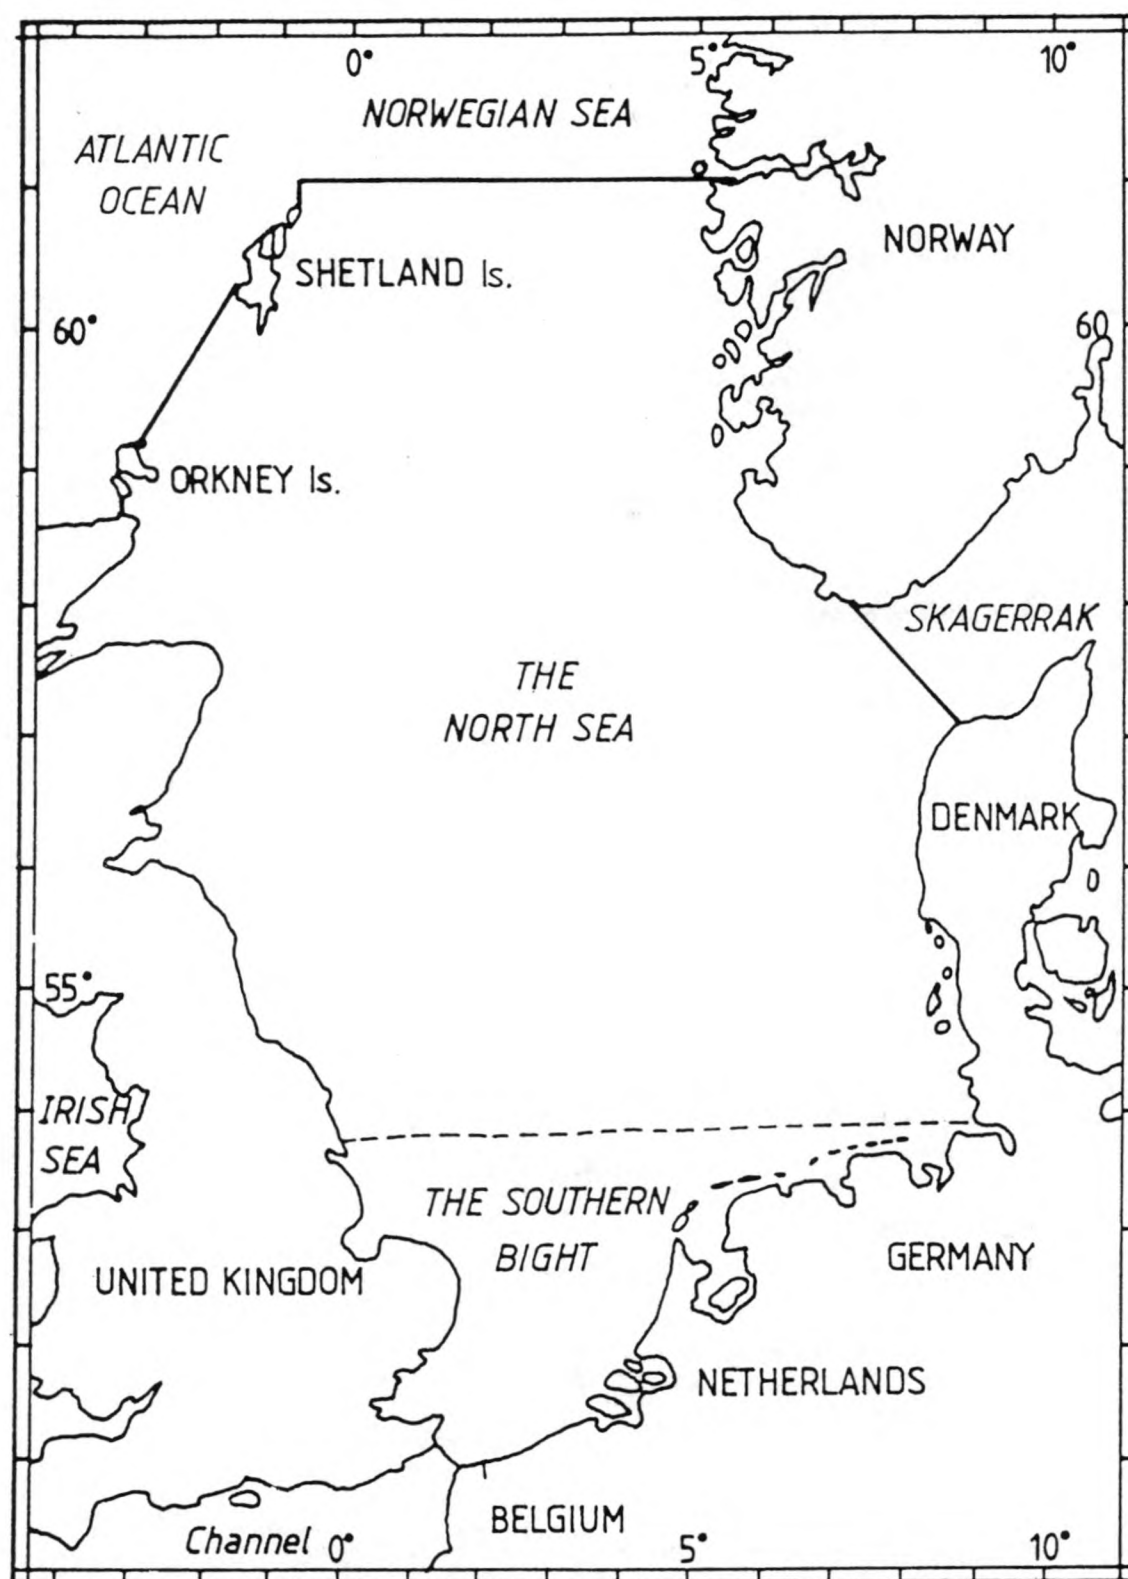 0°
5°
10°
NORWEGIAN SEA
ATLANTIC
OCEAN
NORWAY
SHETLAND Is.
60°
60
ORKNEY Is.
SKAGERRAK
THE
NORTH SEA
DENMARK
55°
IRISH
SEA
THE SOUTHERN
BIGHT
GERMANY
UNITED KINGDOM
NETHERLANDS
BELGIUM
Channel
0°
5°
10°